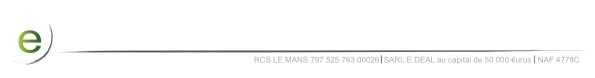 e
RCS LE MANS 797 525 763 00026 SARL E.DEAL au capital de 50 000 €uros NAF 4778C